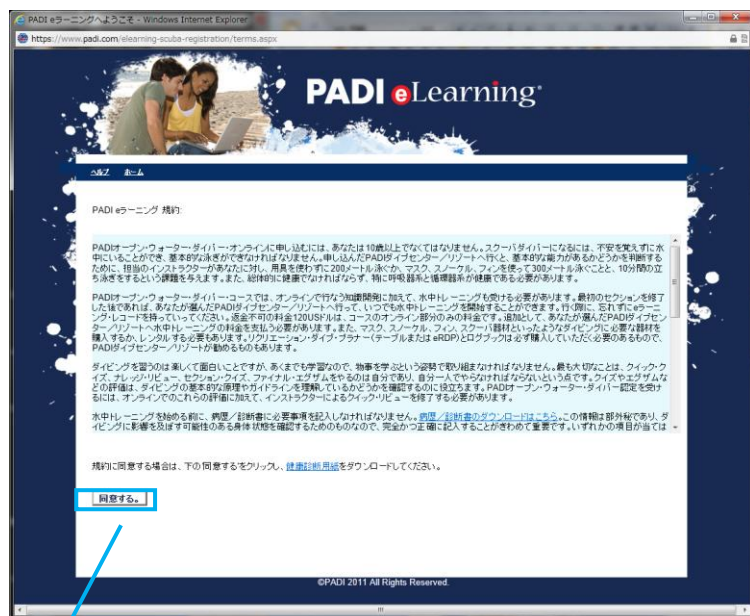 PADI eラーニングへようこそ - Windows Internet Explorer
https://www.padi.com/elearning-scuba-registration/terms.aspx
PADI eLearning
ヘルプ ホーム
PADI eラーニング 規約:
PADIオープン・ウォーター・ダイバー・オンラインに申し込むには、あなたは10歳以上でなくてはなりません。スクーバダイバーになるには、不安を覚えずに水
中にいることができ、基本的な泳ぎができなければなりません。申し込んだPADIダイブセンター/リゾートへ行くと、基本的な能力があるかどうかを判断する
ために、担当のインストラクターがあなたに対し、用具を使わずに200メートル泳ぐか、マスク、スノーケル、フィンを使って300メートル泳ぐことと、10分間の立
ち泳ぎをするという課題を与えます。また、総体的に健康でなければならず、特に呼吸器系と循環器系が健康である必要があります。
PADIオープン・ウォーター・ダイバー・コースでは、オンラインで行なう知識開発に加えて、水中トレーニングも受ける必要があります。最初のセクションを修了
した後であれば、あなたが選んだPADIダイブセンター/リゾートへ行って、いつでも水中トレーニングを開始することができます。行く際に、忘れずにeラーニ
ング・レコードを持っていってください。返金不可の料金120USドルは、コースのオンライン部分のみの料金です。追加として、あなたが選んだPADIダイブセン
ター/リゾートへ水中トレーニングの料金を支払う必要があります。また、マスク、スノーケル、フィン、スクーバ器材といったようなダイビングに必要な器材を
購入するか、レンタルする必要もあります。リクリエーション・ダイブ・プラナー(テーブルまたはeRDP)とログブックは必ず購入していただく必要のあるもので、
PADIダイブセンター/リゾートが勧めるものもあります。
ダイビングを習うのは楽しくて面白いことですが、あくまでも学習なので、物事を学ぶという姿勢で取り組まなければなりません。最も大切なことは、クイック・ク
イズ、ナレッジ・リビュー、セクション・クイズ、ファイナル・エグザムをやるのは自分であり、自分一人でやらなければならないという点です。クイズやエグザムな
どの評価は、ダイビングの基本的な原理やガイドラインを理解しているかどうかを確認するのに役立ちます。PADIオープン・ウォーター・ダイバー認定を受け
るには、オンラインでのこれらの評価に加えて、インストラクターによるクイック・リビューを修了する必要があります。
水中トレーニングを始める前に、病歴/診断書に必要事項を記入しなければなりません。病歴/診断書のダウンロードはこちら。この情報は部外秘であり、ダ
イビングに影響を及ぼす可能性のある身体状態を確認するためのものなので、完全かつ正確に記入することがきわめて重要です。いずれかの項目が当ては
規約に同意する場合は、下の'同意する'をクリックし、健康診断用紙をダウンロードしてください。
同意する。
©PADI 2011 All Rights Reserved.